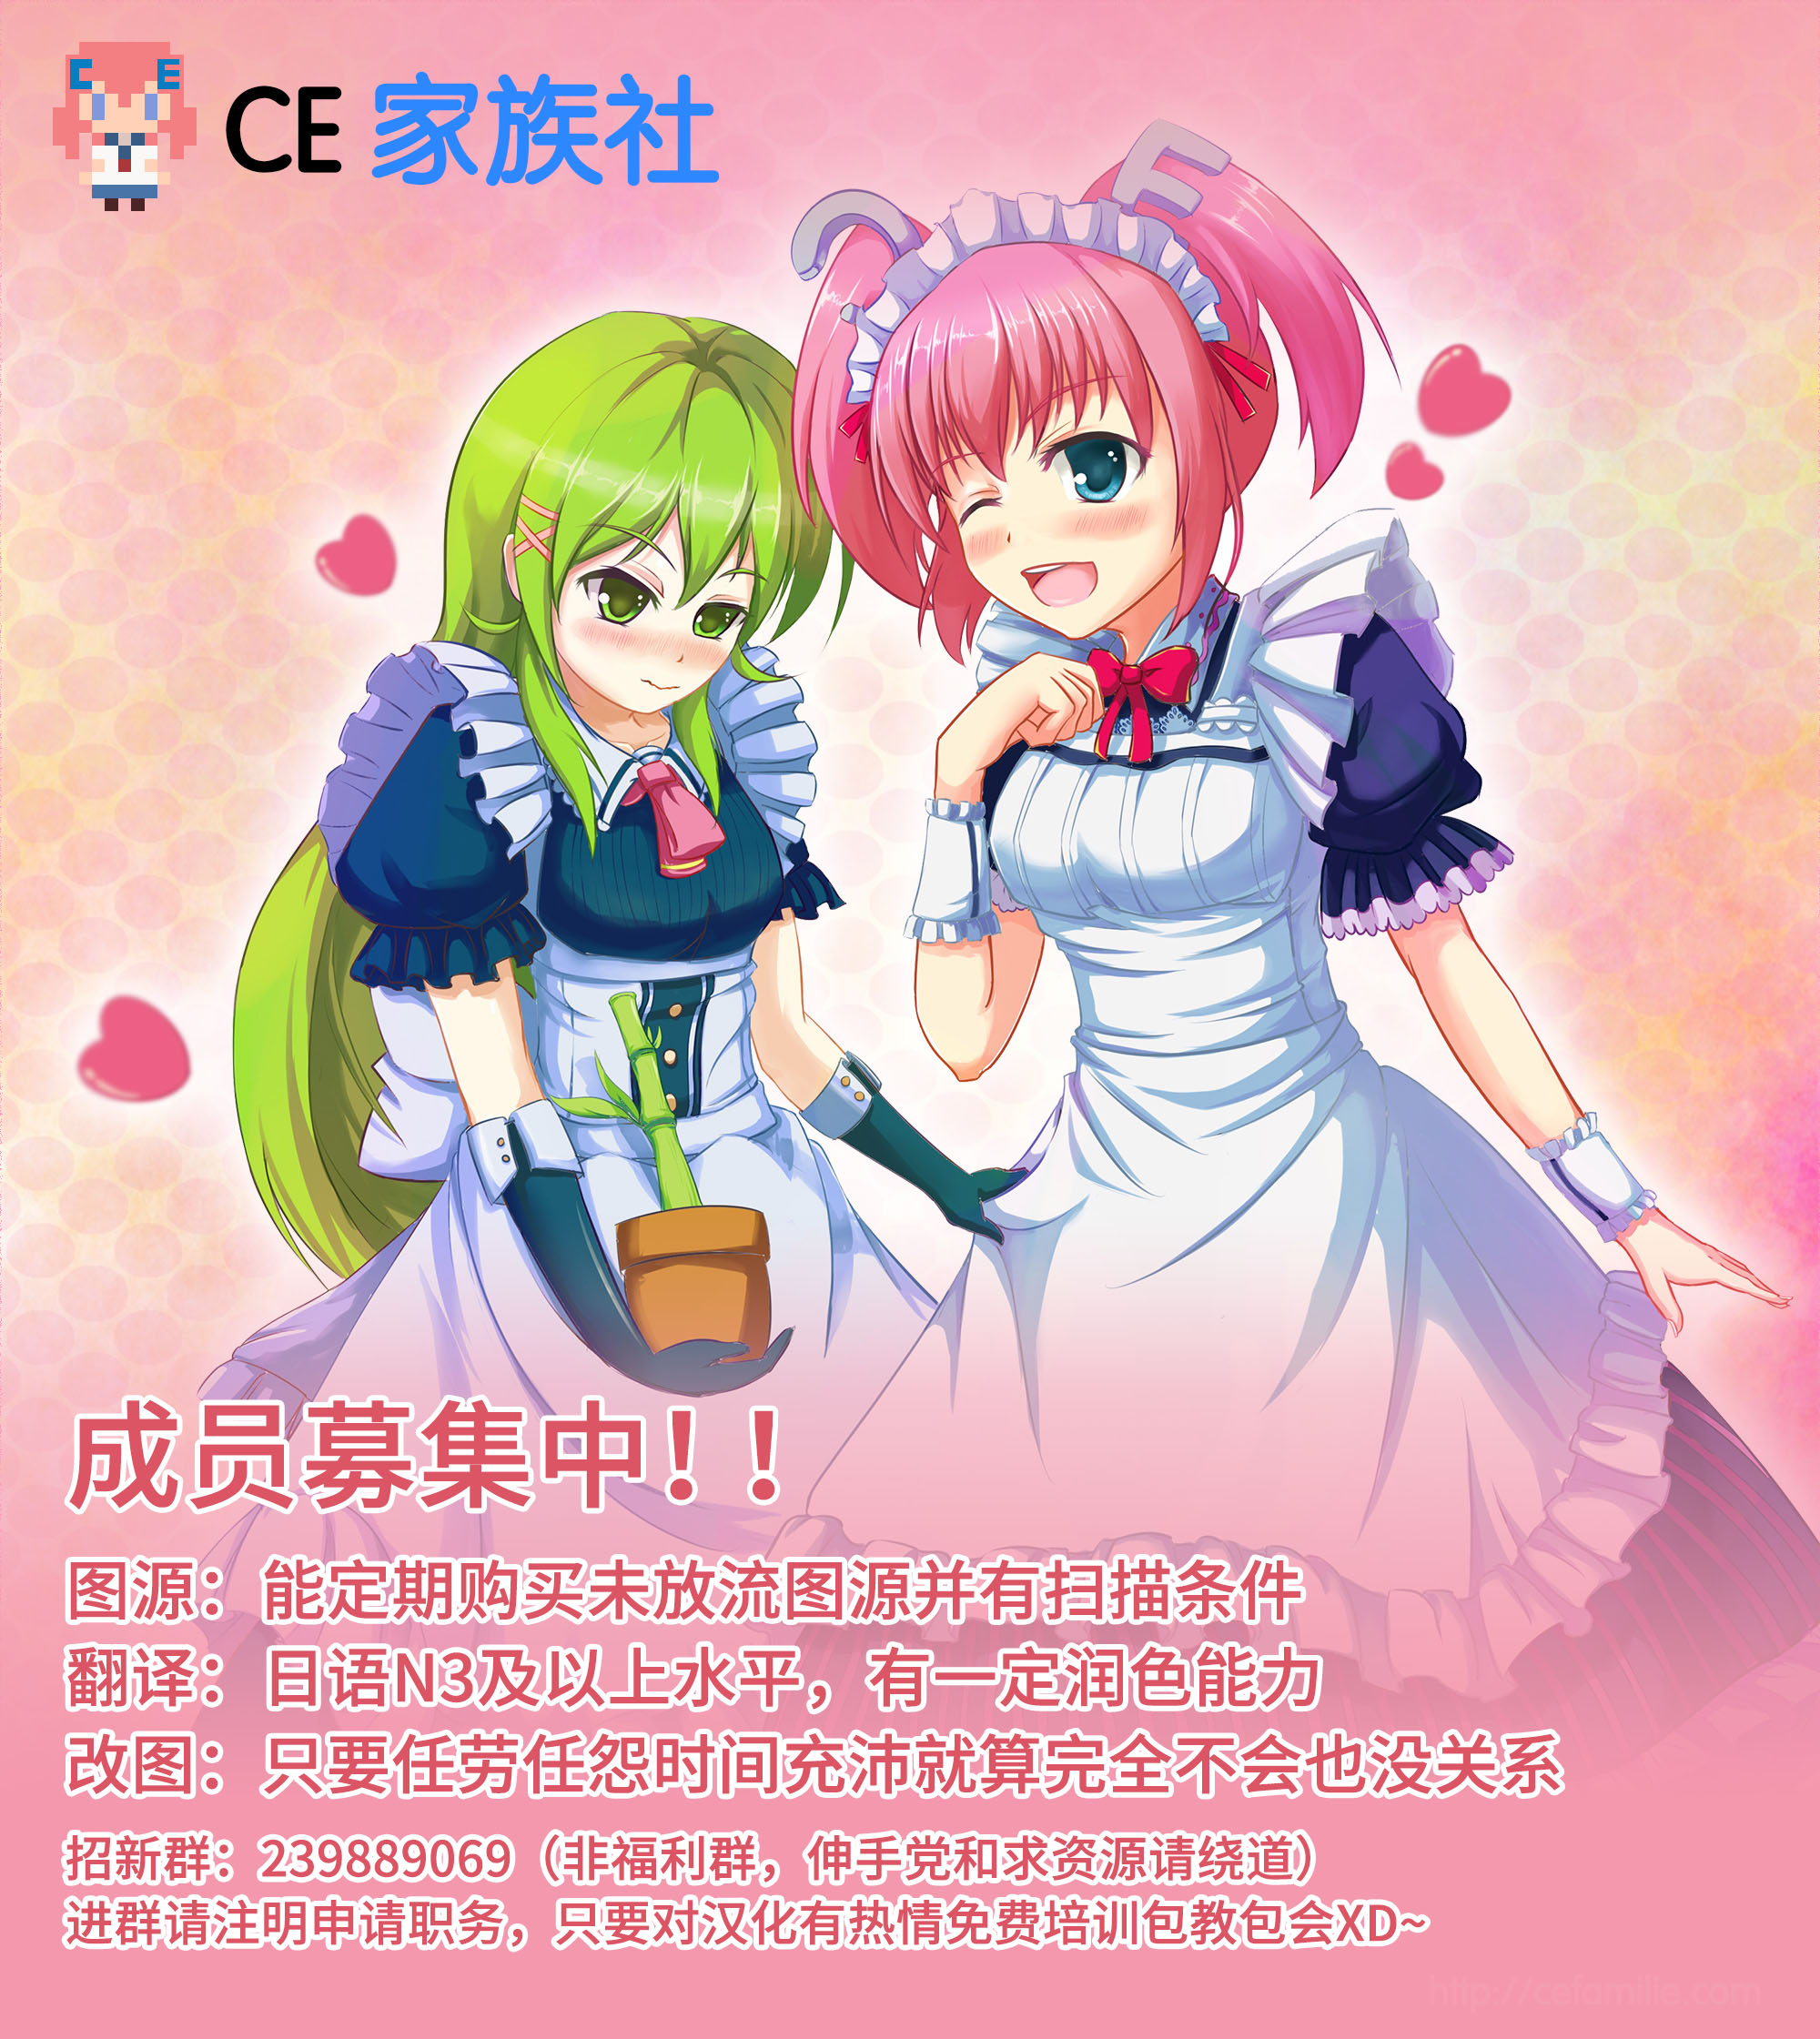 CE 家族社
成员募集中！！
图源：能定期购买未放流图源并有扫描条件
翻译：日语N3及以上水平，有一定润色能力
改图：只要任劳任怨时间充沛就算完全不会也没关系
招新群：239889069（非福利群，伸手党和求资源请绕道）
进群请注明申请职务，只要对汉化有热情免费培训包教包会XD~
http://cefamilie.com